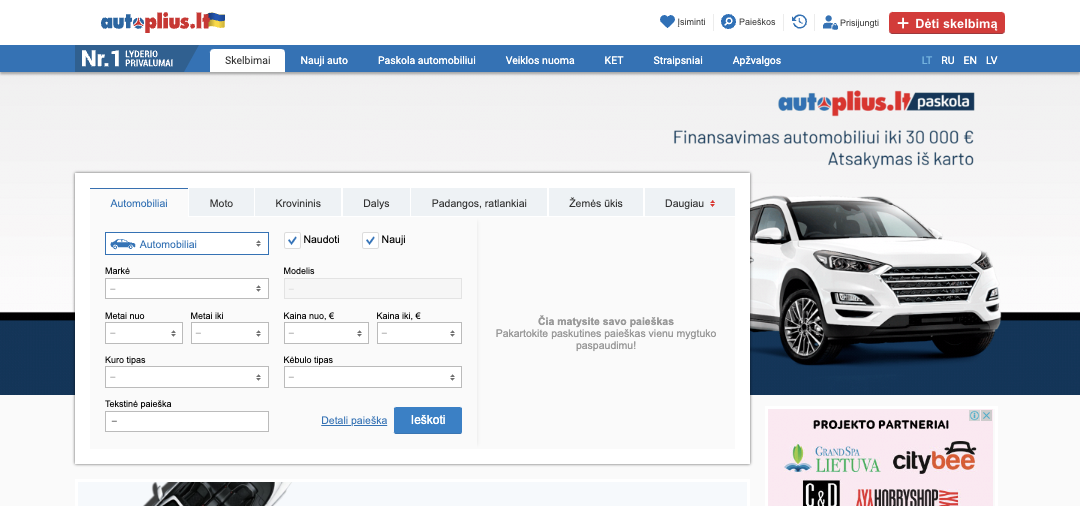 autoplius.lt
Įsiminti
Paieškos
Prisijungti
+ Dėti skelbimą
Nr.1 LYDERIO PRIVALUMAI
Skelbimai
Nauji auto
Paskola automobiliui
Veiklos nuoma
KET
Straipsniai
Apžvalgos
LT RU EN LV
autoplius.lt paskola
Finansavimas automobiliui iki 30 000 €
Atsakymas iš karto
Automobiliai
Moto
Krovininis
Dalys
Padangos, ratlankiai
Žemės ūkis
Daugiau
Automobiliai
Naudoti
Nauji
Markė
Modelis
–
–
Metai nuo
Metai iki
Kaina nuo, €
Kaina iki, €
–
–
–
–
Kuro tipas
Kėbulo tipas
–
–
Tekstinė paieška
–
Detali paieška
Ieškoti
Čia matysite savo paieškas
Pakartokite paskutines paieškas vienu mygtuko
paspaudimu!
PROJEKTO PARTNERIAI
GRANDSPA
LIETUVA
citybee
C&D
AYA HOBBYSHOP AYA